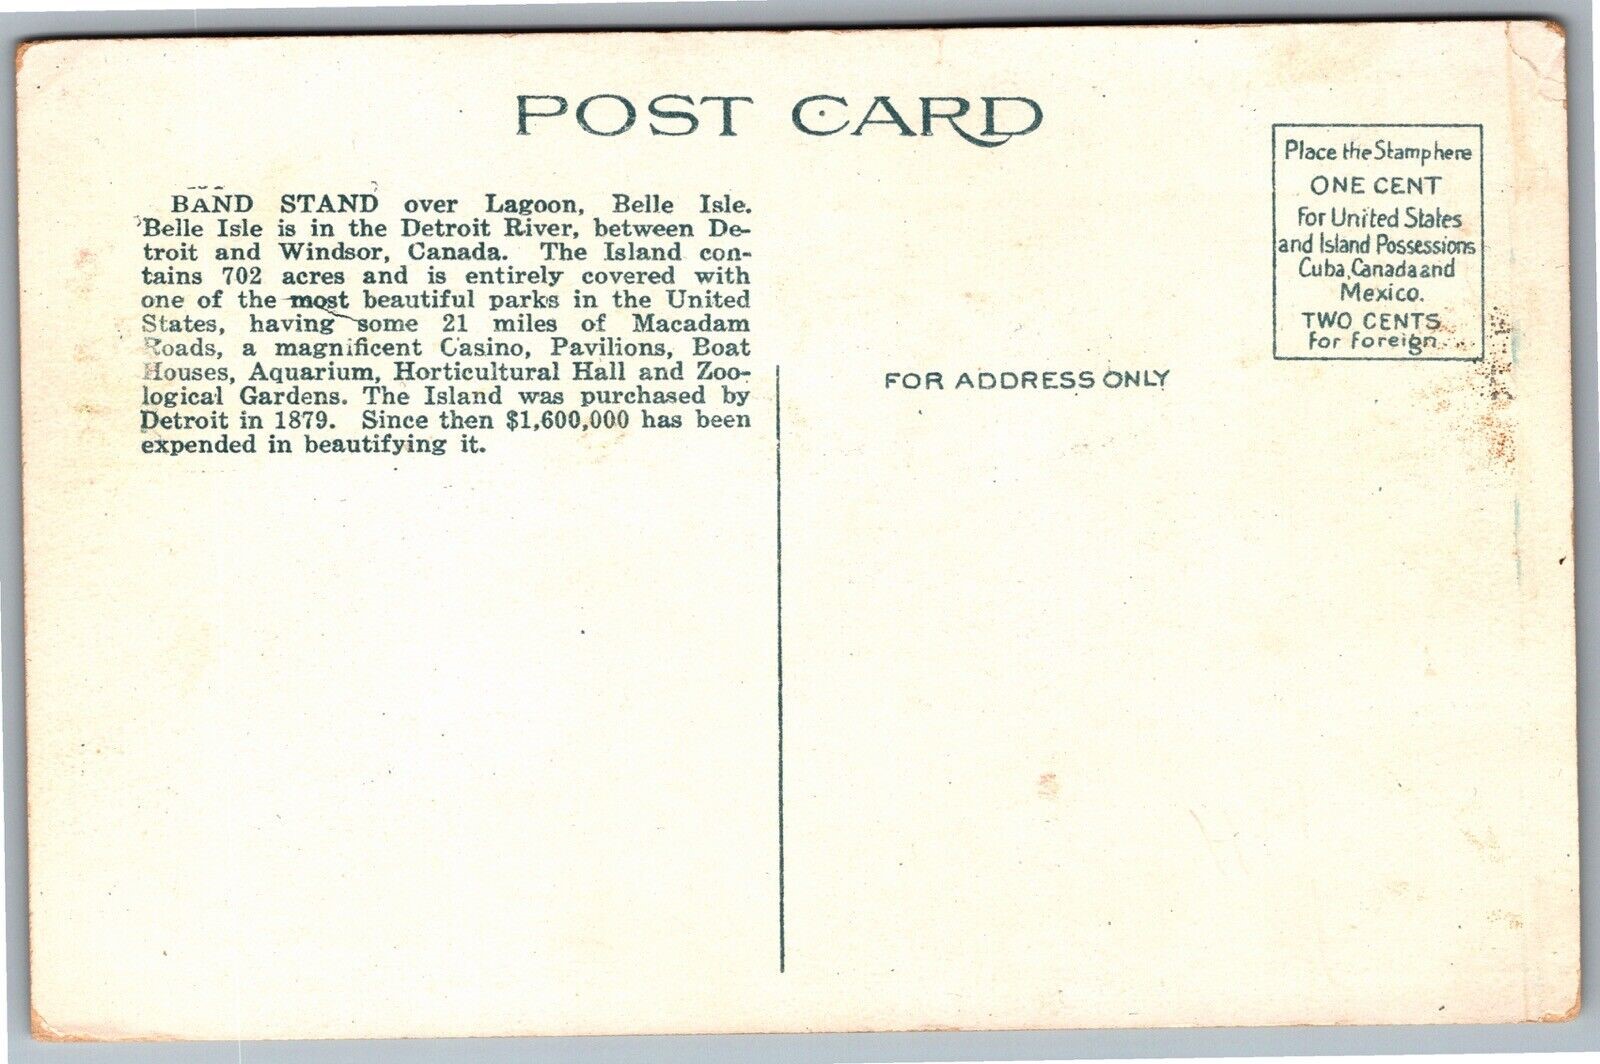 POST CARD
BAND STAND over Lagoon, Belle Isle.
Belle Isle is in the Detroit River, between De-
troit and Windsor, Canada. The Island con-
tains 702 acres and is entirely covered with
one of the most beautiful parks in the United
States, having some 21 miles of Macadam
Roads, a magnificent Casino, Pavilions, Boat
Houses, Aquarium, Horticultural Hall and Zoo-
logical Gardens. The Island was purchased by
Detroit in 1879. Since then $1,600,000 has been
expended in beautifying it.
Place the Stamp here
ONE CENT
For United States
and Island Possessions
Cuba, Canada and
Mexico.
TWO CENTS
For Foreign
FOR ADDRESS ONLY